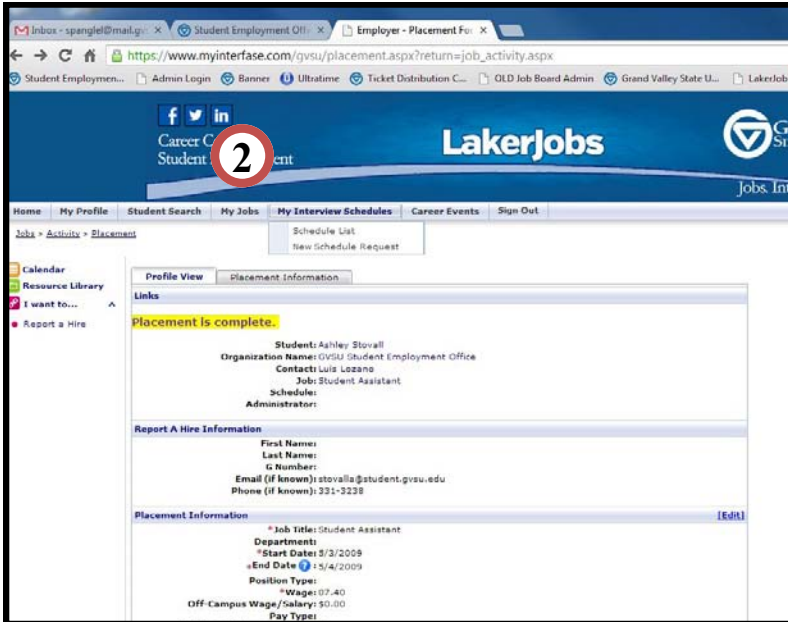 Inbox - spanglel@mail.gv
Student Employment Offi
Employer - Placement For
https://www.myinterfase.com/gvsu/placement.aspx?return=job_activity.aspx
Student Employmen... Admin Login Banner Ultratime Ticket Distribution C... OLD Job Board Admin Grand Valley State U... LakerJob
Career C
Student ent
2
LakerJobs
Jobs. Int
Home My Profile Student Search My Jobs My Interview Schedules Career Events Sign Out
Jobs > Activity > Placement
Schedule List
New Schedule Request
Calendar
Resource Library
I want to...
Report a Hire
Profile View Placement Information
Links
Placement is complete.
Student: Ashley Stovall
Organization Name: GVSU Student Employment Office
Contact: Luis Lozano
Job: Student Assistant
Schedule:
Administrator:
Report A Hire Information
First Name:
Last Name:
G Number:
Email (if known): stovalla@student.gvsu.edu
Phone (if known): 331-3238
Placement Information [Edit]
*Job Title: Student Assistant
Department:
*Start Date: 5/3/2009
*End Date ? : 5/4/2009
Position Type:
*Wage: 07.40
Off-Campus Wage/Salary: $0.00
Pay Type: